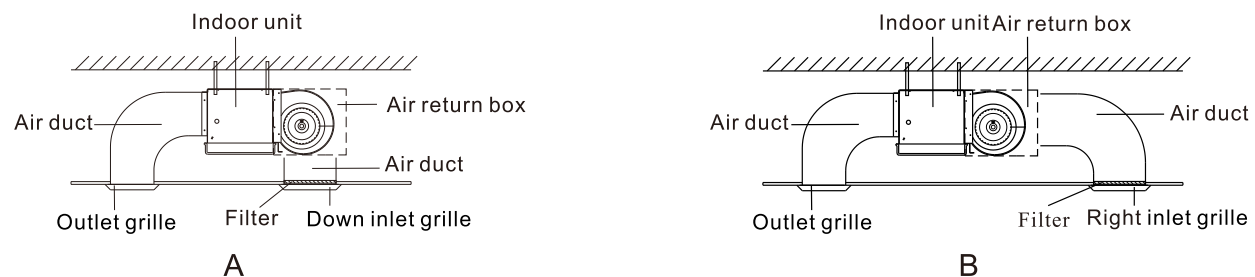 Indoor unit
Air duct
Air return box
Air duct
Outlet grille
Filter
Down inlet grille
A
Indoor unit
Air return box
Air duct
Air duct
Outlet grille
Filter
Right inlet grille
B